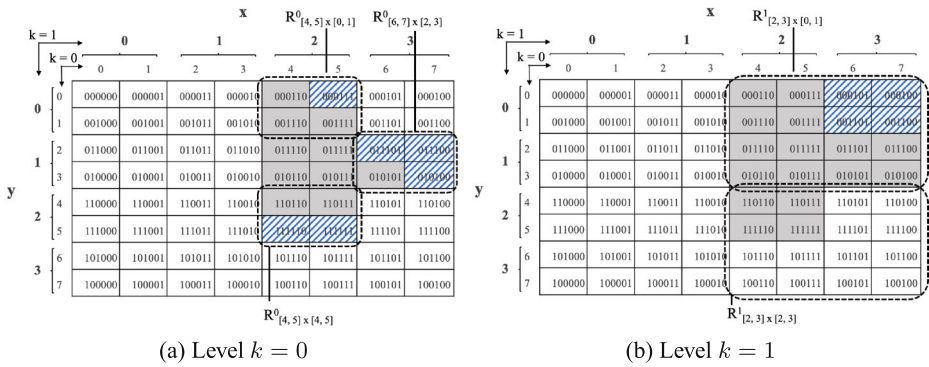 x x
R⁰[4, 5] x [0, 1] R⁰[6, 7] x [2, 3] R¹[2, 3] x [0, 1]
k = 1 0 1 2 3 k = 1 0 1 2 3
k = 0 0 1 2 3 4 5 6 7 k = 0 0 1 2 3 4 5 6 7
0 0 000000 000001 000011 000010 000110 000111 000101 000100 0 0 000000 000001 000011 000010 000110 000111 000101 000100
1 001000 001001 001011 001010 001110 001111 001101 001100 1 001000 001001 001011 001010 001110 001111 001101 001100
1 2 011000 011001 011011 011010 011110 011111 011101 011100 1 2 011000 011001 011011 011010 011110 011111 011101 011100
3 010000 010001 010011 010010 010110 010111 010101 010100 3 010000 010001 010011 010010 010110 010111 010101 010100
y y
2 4 110000 110001 110011 110010 110110 110111 110101 110100 2 4 110000 110001 110011 110010 110110 110111 110101 110100
5 111000 111001 111011 111010 111110 111111 111101 111100 5 111000 111001 111011 111010 111110 111111 111101 111100
3 6 101000 101001 101011 101010 101110 101111 101101 101100 3 6 101000 101001 101011 101010 101110 101111 101101 101100
7 100000 100001 100011 100010 100110 100111 100101 100100 7 100000 100001 100011 100010 100110 100111 100101 100100
R⁰[4, 5] x [4, 5] R¹[2, 3] x [2, 3]
(a) Level k = 0 (b) Level k = 1